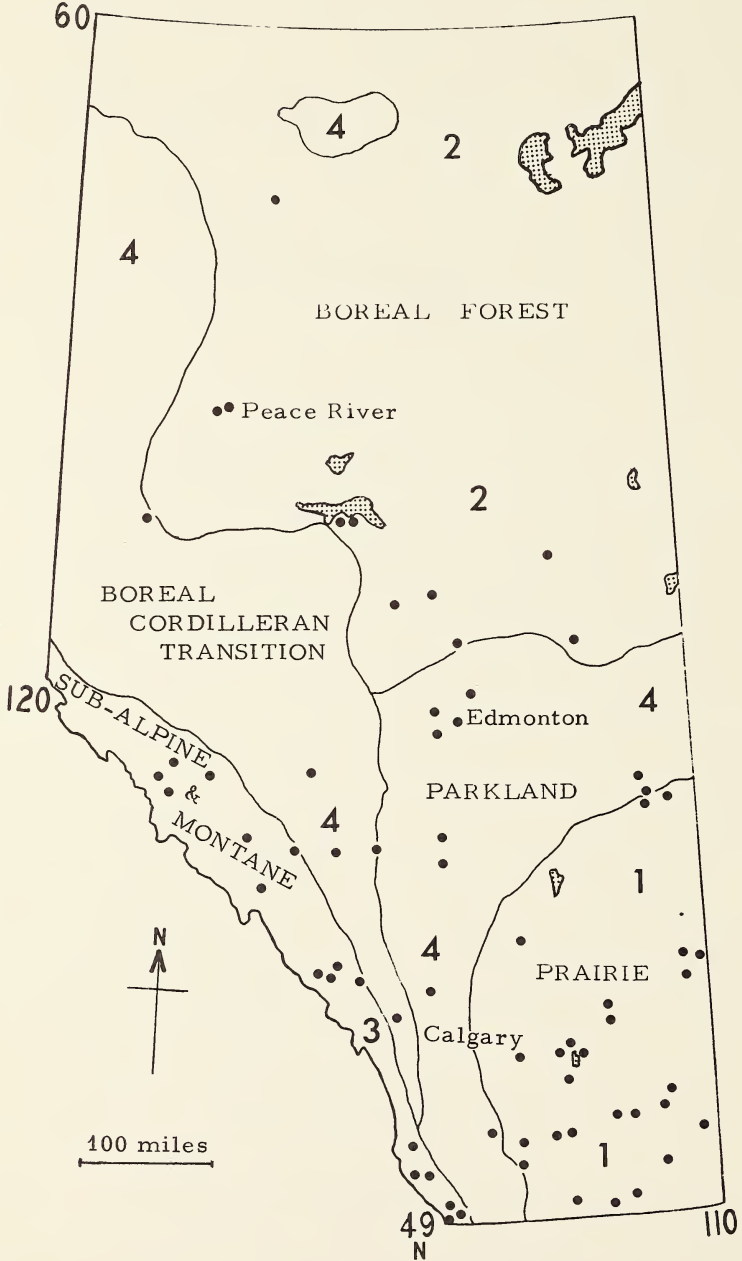 60
4
2
4
BOREAL FOREST
Peace River
2
BOREAL
CORDILLERAN
TRANSITION
120
SUB-ALPINE
&
MONTANE
4
Edmonton
4
PARKLAND
1
N
4
PRAIRIE
3
Calgary
100 miles
1
49
N
110